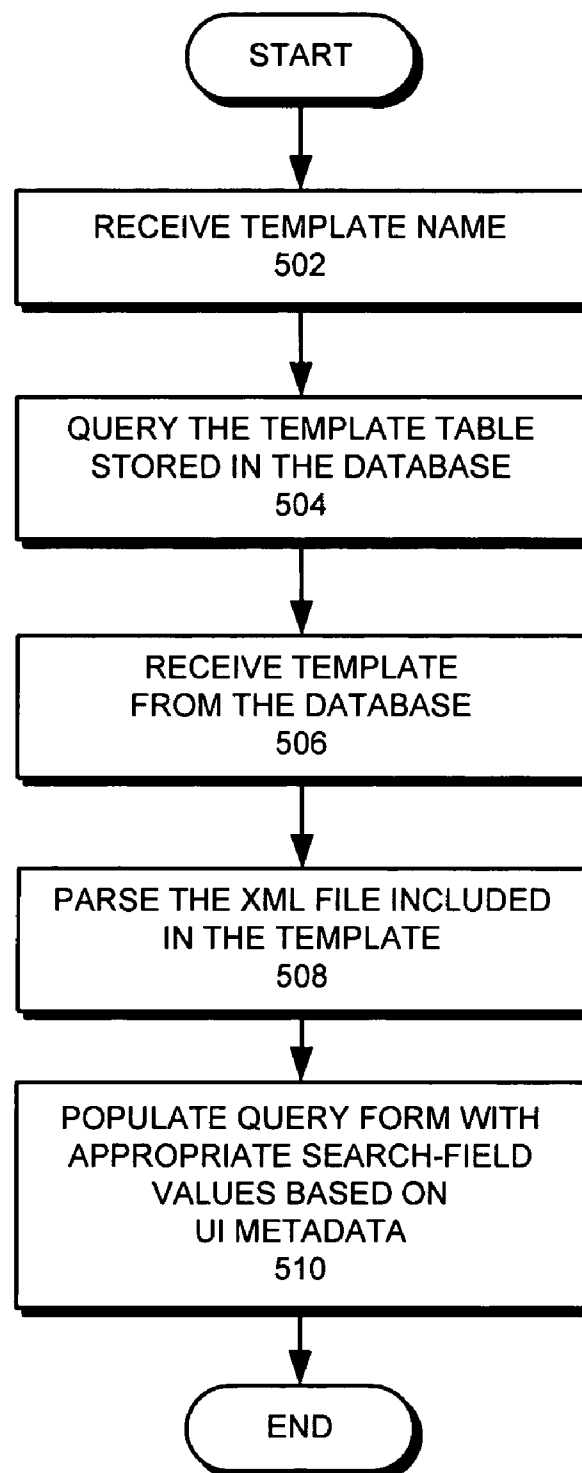 START
RECEIVE TEMPLATE NAME
502
QUERY THE TEMPLATE TABLE
STORED IN THE DATABASE
504
RECEIVE TEMPLATE
FROM THE DATABASE
506
PARSE THE XML FILE INCLUDED
IN THE TEMPLATE
508
POPULATE QUERY FORM WITH
APPROPRIATE SEARCH-FIELD
VALUES BASED ON
UI METADATA
510
END